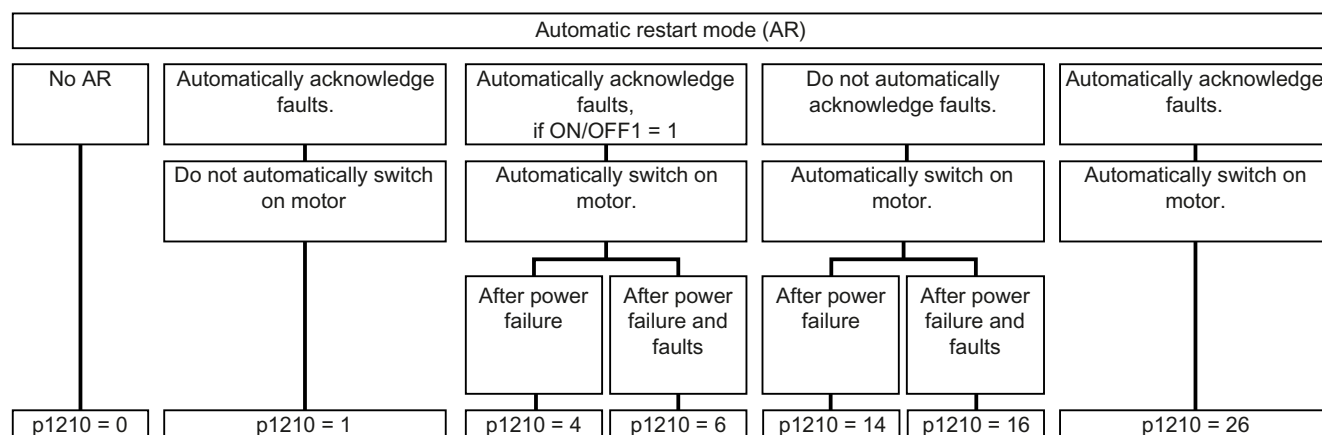 Automatic restart mode (AR)
No AR
Automatically acknowledge
faults.
Automatically acknowledge
faults,
if ON/OFF1 = 1
Do not automatically
acknowledge faults.
Automatically acknowledge
faults.
Do not automatically switch
on motor
Automatically switch on
motor.
Automatically switch on
motor.
Automatically switch on
motor.
After power
failure
After power
failure and
faults
After power
failure
After power
failure and
faults
p1210 = 0
p1210 = 1
p1210 = 4
p1210 = 6
p1210 = 14
p1210 = 16
p1210 = 26